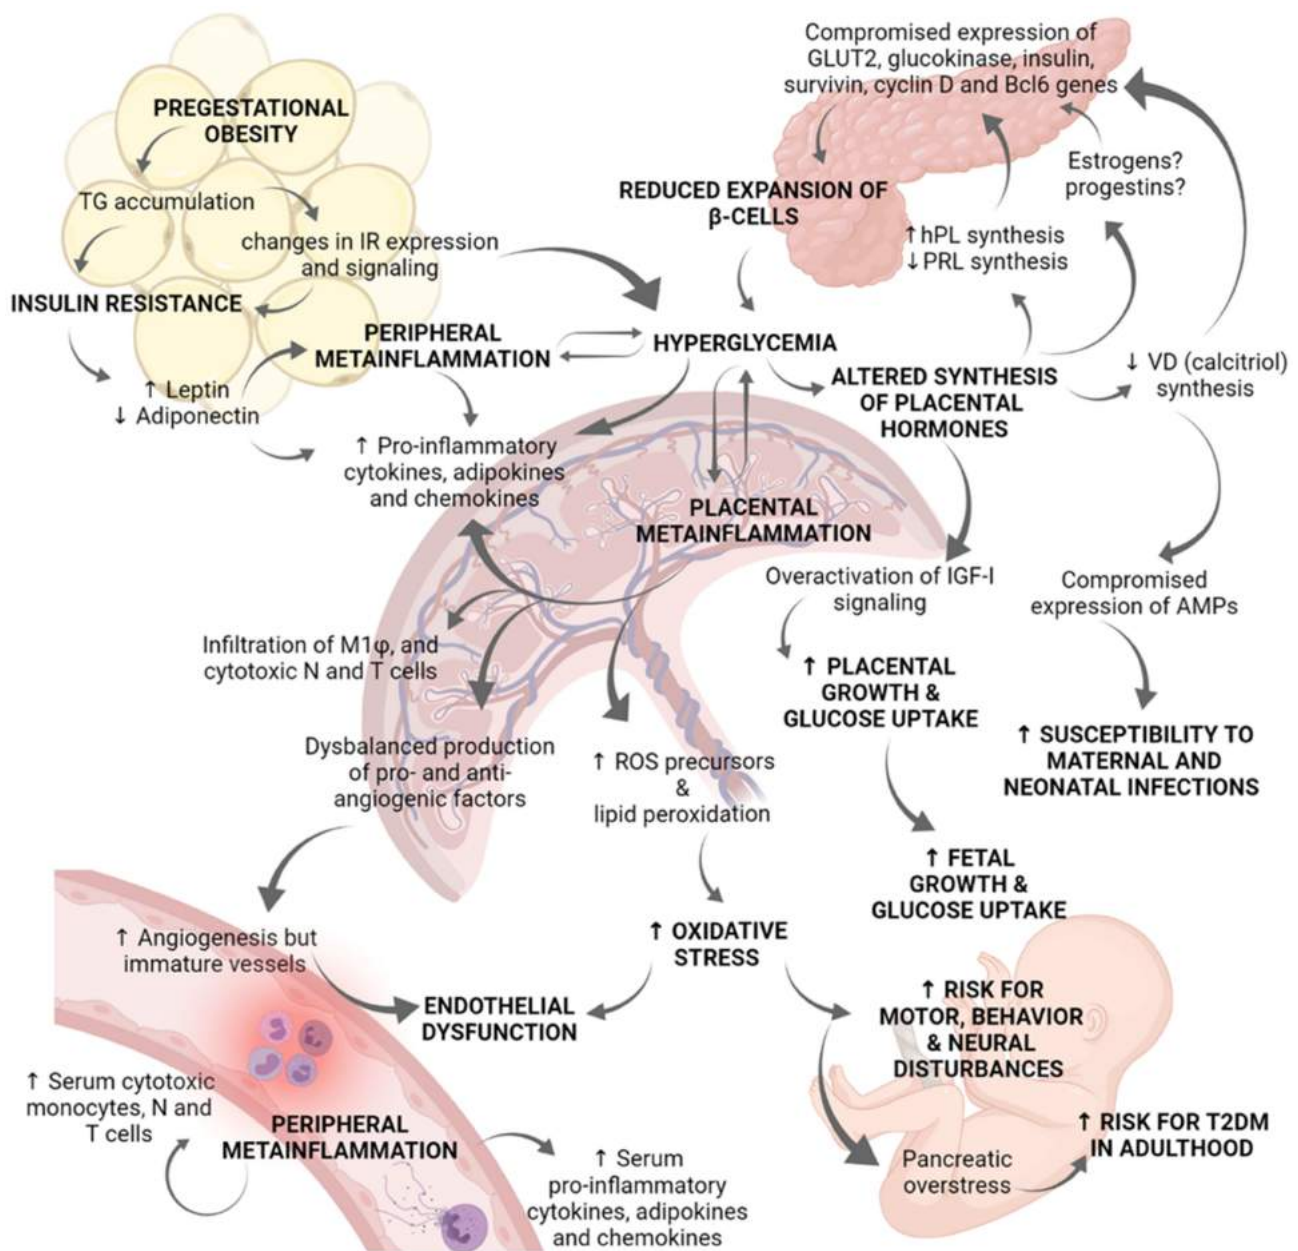 PREGESTATIONAL
OBESITY
TG accumulation
changes in IR expression
and signaling
INSULIN RESISTANCE
↑ Leptin
↓ Adiponectin
PERIPHERAL
METAINFLAMMATION
↑ Pro-inflammatory
cytokines, adipokines
and chemokines
Compromised expression of
GLUT2, glucokinase, insulin,
survivin, cyclin D and Bcl6 genes
REDUCED EXPANSION OF
β-CELLS
Estrogens?
progestins?
↑hPL synthesis
↓PRL synthesis
HYPERGLYCEMIA
ALTERED SYNTHESIS
OF PLACENTAL
HORMONES
↓ VD (calcitriol)
synthesis
PLACENTAL
METAINFLAMMATION
Overactivation of IGF-I
signaling
Compromised
expression of AMPs
Infiltration of M1φ, and
cytotoxic N and T cells
↑ PLACENTAL
GROWTH &
GLUCOSE UPTAKE
↑ SUSCEPTIBILITY TO
MATERNAL AND
NEONATAL INFECTIONS
Dysbalanced production
of pro- and anti-
angiogenic factors
↑ ROS precursors
&
lipid peroxidation
↑ FETAL
GROWTH &
GLUCOSE UPTAKE
↑ Angiogenesis but
immature vessels
↑ OXIDATIVE
STRESS
ENDOTHELIAL
DYSFUNCTION
↑ RISK FOR
MOTOR, BEHAVIOR
& NEURAL
DISTURBANCES
↑ Serum cytotoxic
monocytes, N and
T cells
PERIPHERAL
METAINFLAMMATION
↑ Serum
pro-inflammatory
cytokines, adipokines
and chemokines
Pancreatic
overstress
↑ RISK FOR T2DM
IN ADULTHOOD